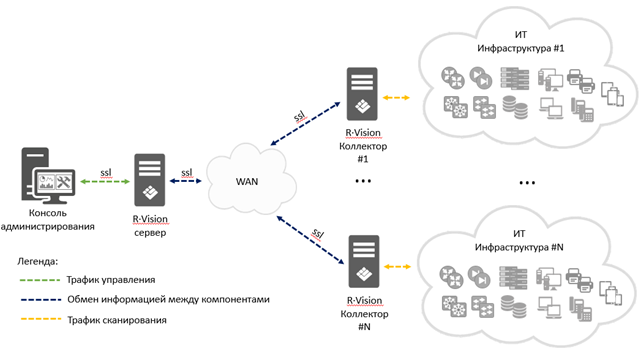 ИТ
Инфраструктура #1
ssl
R-Vision
Коллектор
#1
ssl
ssl
WAN
...
...
Консоль
администрирования
R-Vision
сервер
ssl
ИТ
Инфраструктура #N
R-Vision
Коллектор
#N
Легенда:
Трафик управления
Обмен информацией между компонентами
Трафик сканирования